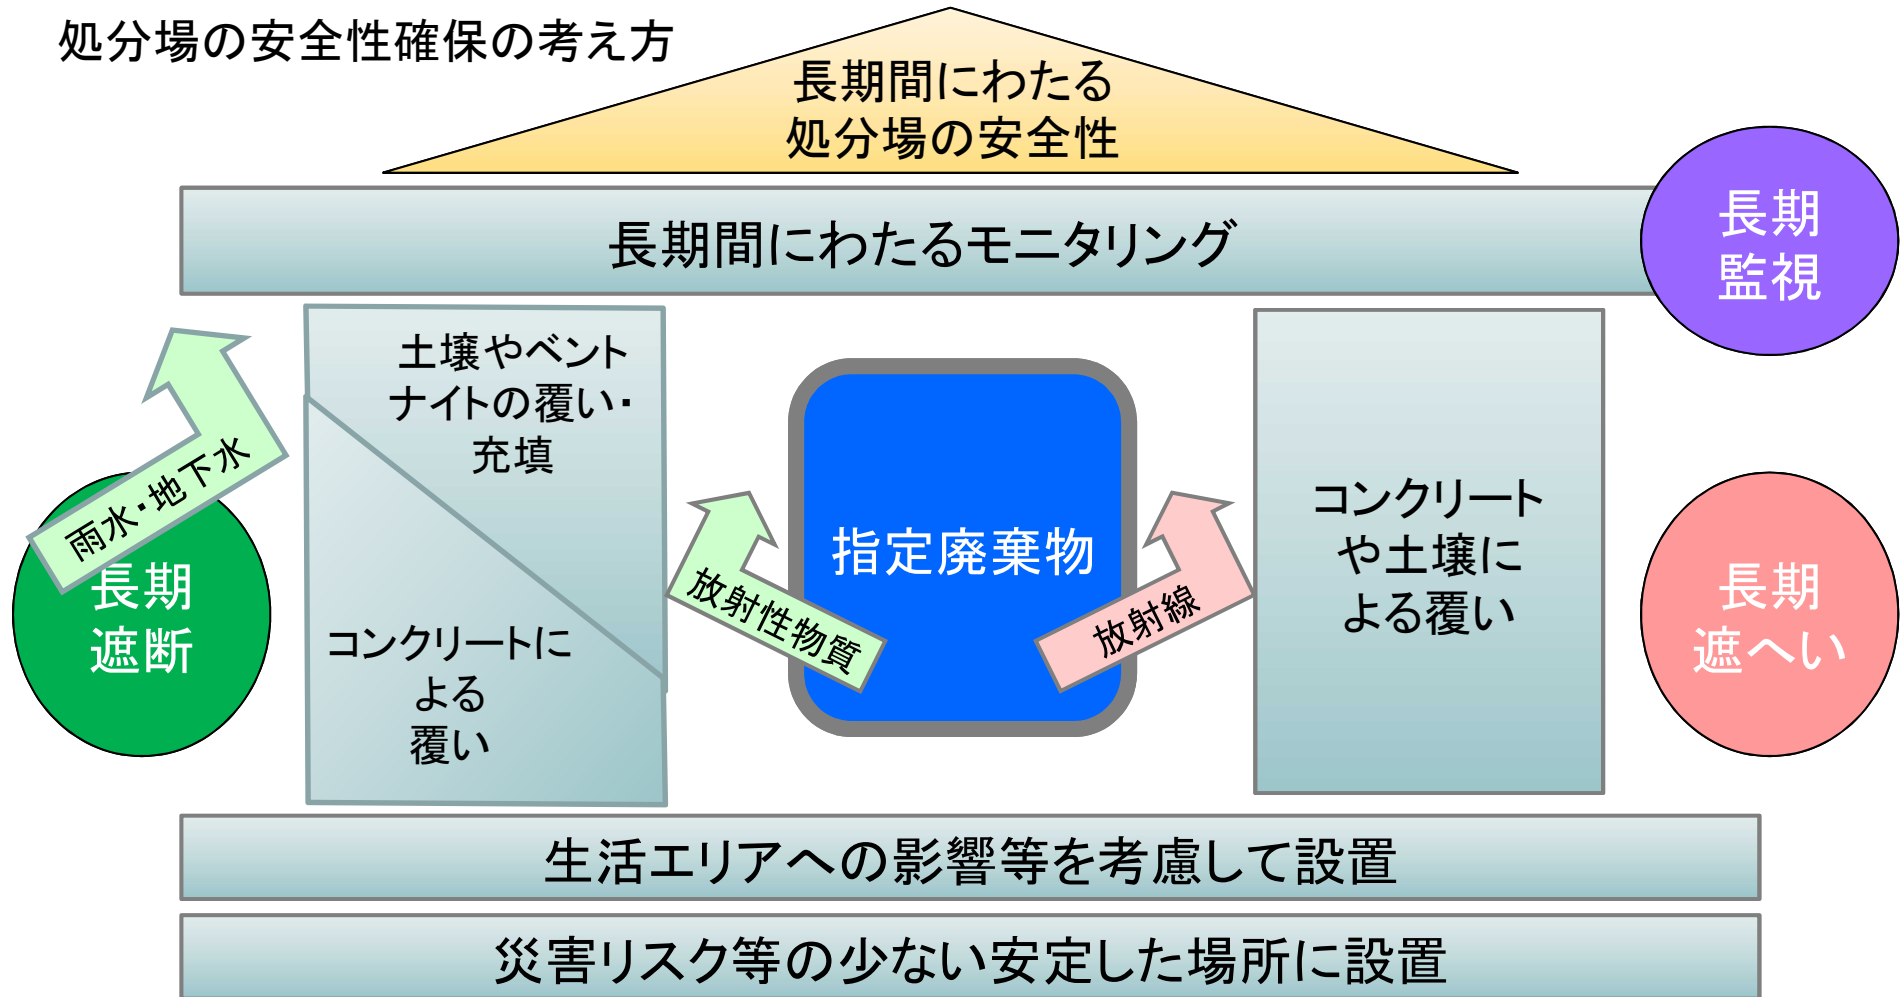 処分場の安全性確保の考え方
長期間にわたる
処分場の安全性
長期間にわたるモニタリング
長期
監視
土壌やベント
ナイトの覆い・
充填
雨水・地下水
長期
遮断
コンクリートに
よる
覆い
放射性物質
指定廃棄物
放射線
コンクリート
や土壌に
よる覆い
長期
遮へい
生活エリアへの影響等を考慮して設置
災害リスク等の少ない安定した場所に設置